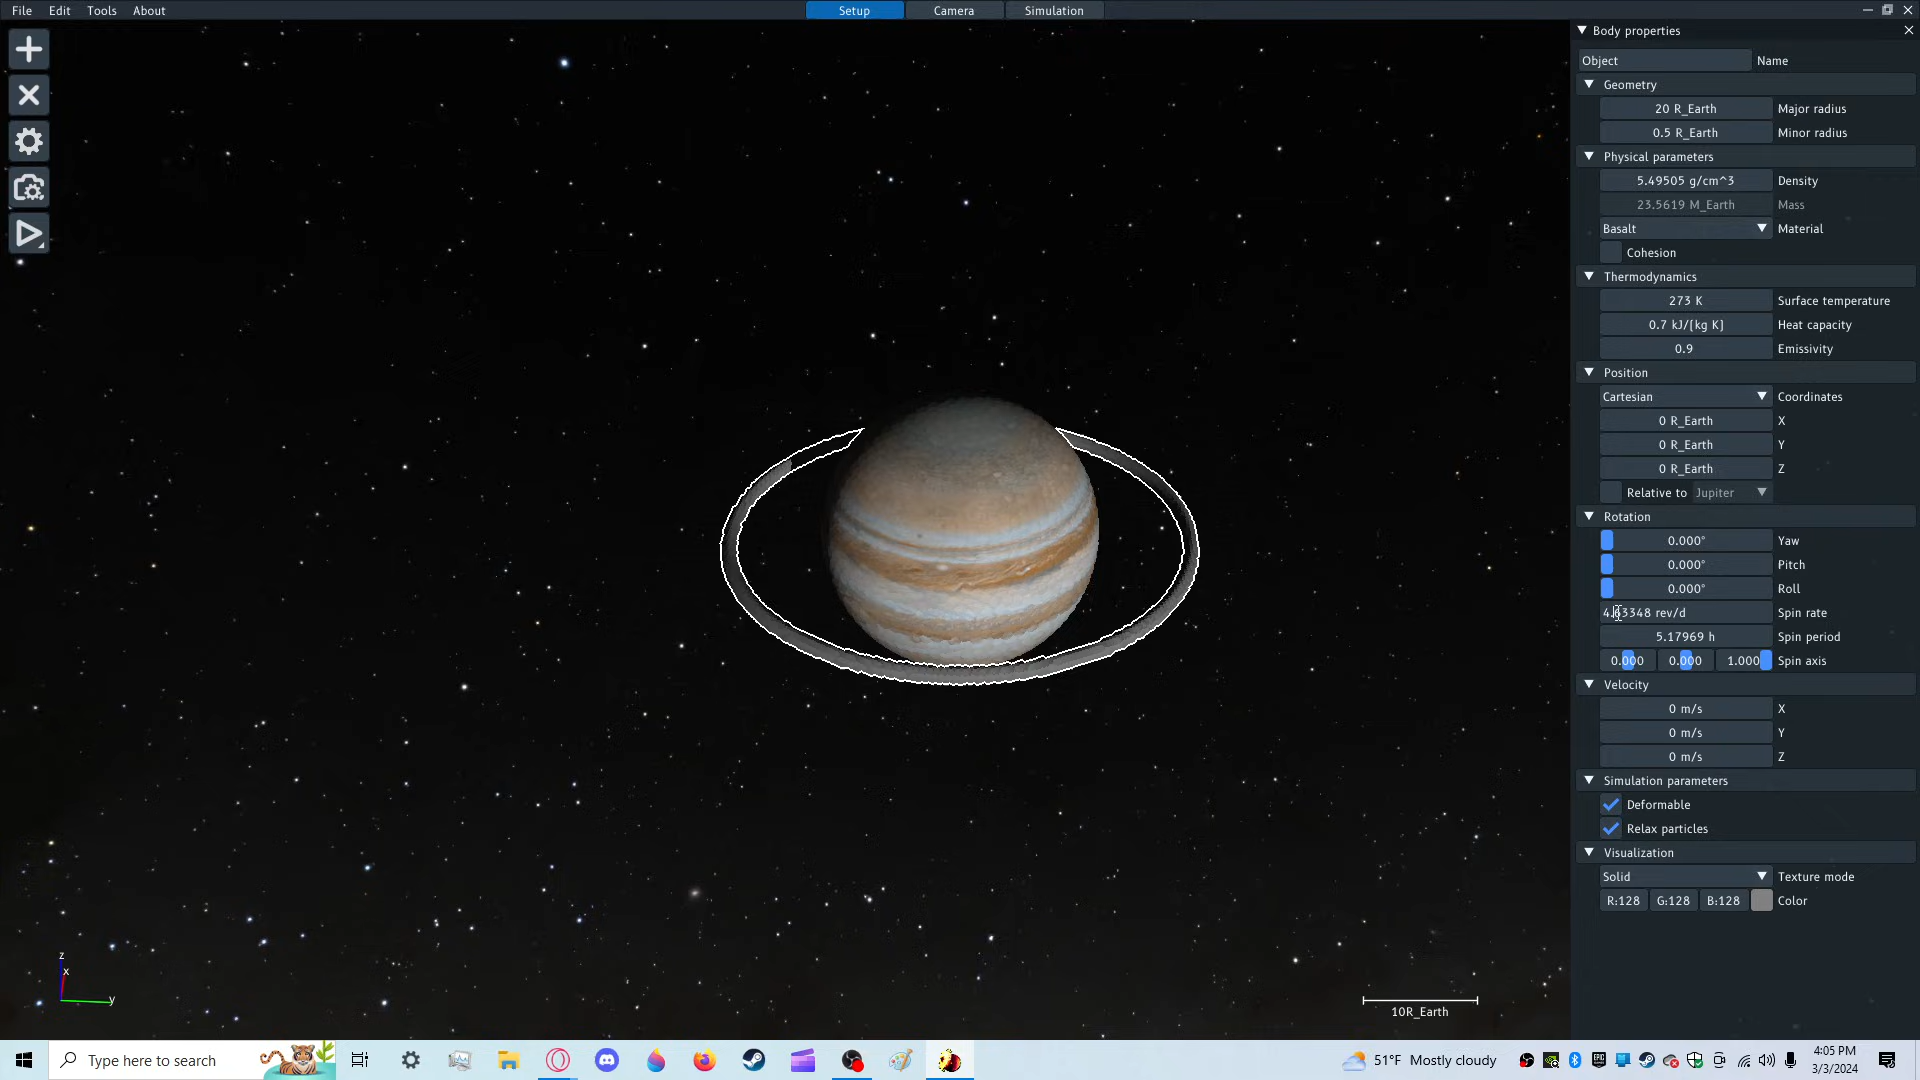 File Edit Tools About
Setup Camera Simulation
Body properties
Object Name
Geometry
20 R_Earth Major radius
0.5 R_Earth Minor radius
Physical parameters
5.49505 g/cm^3 Density
23.5619 M_Earth Mass
Basalt Material
Cohesion
Thermodynamics
273 K Surface temperature
0.7 kJ/[kg K] Heat capacity
0.9 Emissivity
Position
Cartesian Coordinates
0 R_Earth X
0 R_Earth Y
0 R_Earth Z
Relative to Jupiter
Rotation
0.000° Yaw
0.000° Pitch
0.000° Roll
4.63348 rev/d Spin rate
5.17969 h Spin period
0.000 0.000 1.000 Spin axis
Velocity
0 m/s X
0 m/s Y
0 m/s Z
Simulation parameters
Deformable
Relax particles
Visualization
Solid Texture mode
R:128 G:128 B:128 Color
z
x
y
10R_Earth
Type here to search
51°F Mostly cloudy
4:05 PM
3/3/2024